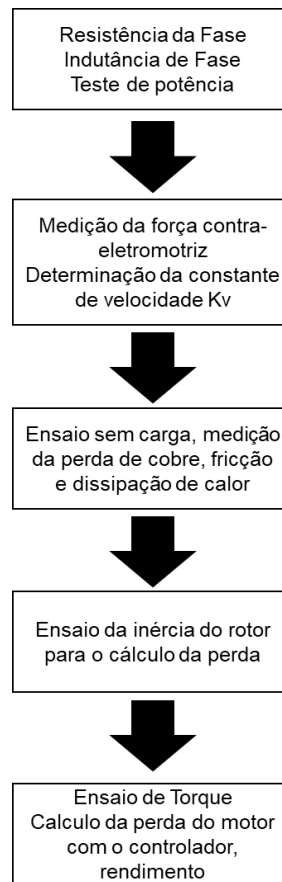 Resistência da Fase
Indutância de Fase
Teste de potência
Medição da força contra-
eletromotriz
Determinação da constante
de velocidade Kv
Ensaio sem carga, medição
da perda de cobre, fricção
e dissipação de calor
Ensaio da inércia do rotor
para o cálculo da perda
Ensaio de Torque
Calculo da perda do motor
com o controlador,
rendimento